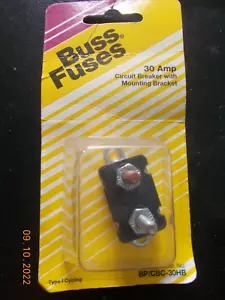 Buss®
Fuses
30 Amp
Circuit Breaker with
Mounting Bracket
Type I Cycling
BP/CBC-30HB
09.10.2022